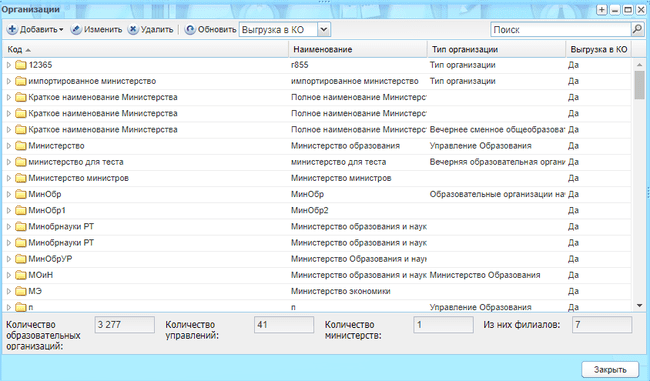 Организации
Добавить Изменить Удалить Обновить Выгрузка в КО Поиск
Код Наименование Тип организации Выгрузка в КО
12365 r855 Тип организации Да
импортированное министерство импортированное министерство Тип организации Да
Краткое наименование Министерства Полное наименование Министерс Да
Краткое наименование Министерства Полное наименование Министерс Да
Краткое наименование Министерства Полное наименование Министерс Вечернее сменное общеобразоват Да
Министерство Министерство образования Управление Образования Да
министерство для теста министерство для теста Вечерняя образовательная органи Да
Министерство министров Министерство министров Да
МинОбр МинОбр Образовательные организации на Да
МинОбр1 МинОбр2 Да
Минобрнауки РТ Министерство образования и наук Да
Минобрнауки РТ Министерство образования и наук Да
МинОбрУР Министерство Образования и наук Да
МОиН Министерство образования и наук Министерство Образования Да
МЭ Министерство экономики Да
п п Управление Образования Да
Количество образовательных организаций: 3 277 Количество управлений: 41 Количество министерств: 1 Из них филиалов: 7
Закрыть